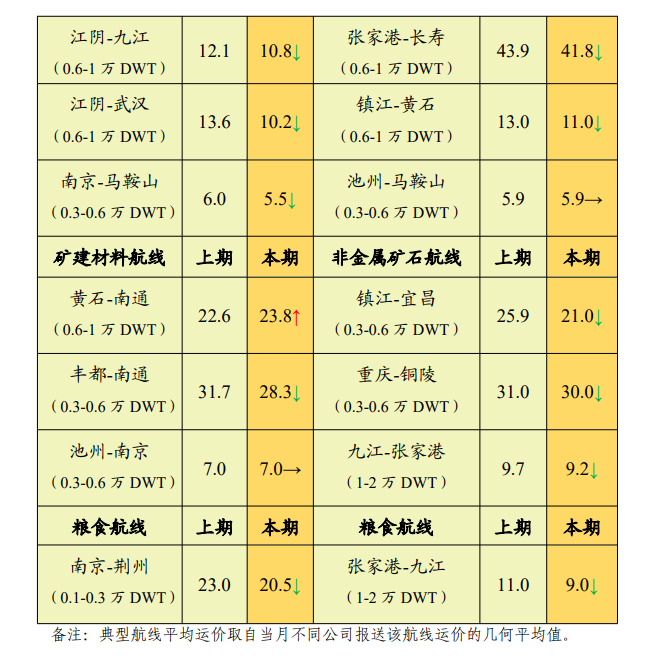 江阴-九江 12.1 10.8↓ 张家港-长寿 43.9 41.8↓
（0.6-1 万 DWT） （0.6-1 万 DWT）
江阴-武汉 13.6 10.2↓ 镇江-黄石 13.0 11.0↓
（0.6-1 万 DWT） （0.6-1 万 DWT）
南京-马鞍山 6.0 5.5↓ 池州-马鞍山 5.9 5.9→
（0.3-0.6 万 DWT） （0.3-0.6 万 DWT）
矿建材料航线 上期 本期 非金属矿石航线 上期 本期
黄石-南通 22.6 23.8↑ 镇江-宜昌 25.9 21.0↓
（0.6-1 万 DWT） （0.3-0.6 万 DWT）
丰都-南通 31.7 28.3↓ 重庆-铜陵 31.0 30.0↓
（0.3-0.6 万 DWT） （0.3-0.6 万 DWT）
池州-南京 7.0 7.0→ 九江-张家港 9.7 9.2↓
（0.3-0.6 万 DWT） （1-2 万 DWT）
粮食航线 上期 本期 粮食航线 上期 本期
南京-荆州 23.0 20.5↓ 张家港-九江 11.0 9.0↓
（0.1-0.3 万 DWT） （1-2 万 DWT）
备注：典型航线平均运价取自当月不同公司报送该航线运价的几何平均值。